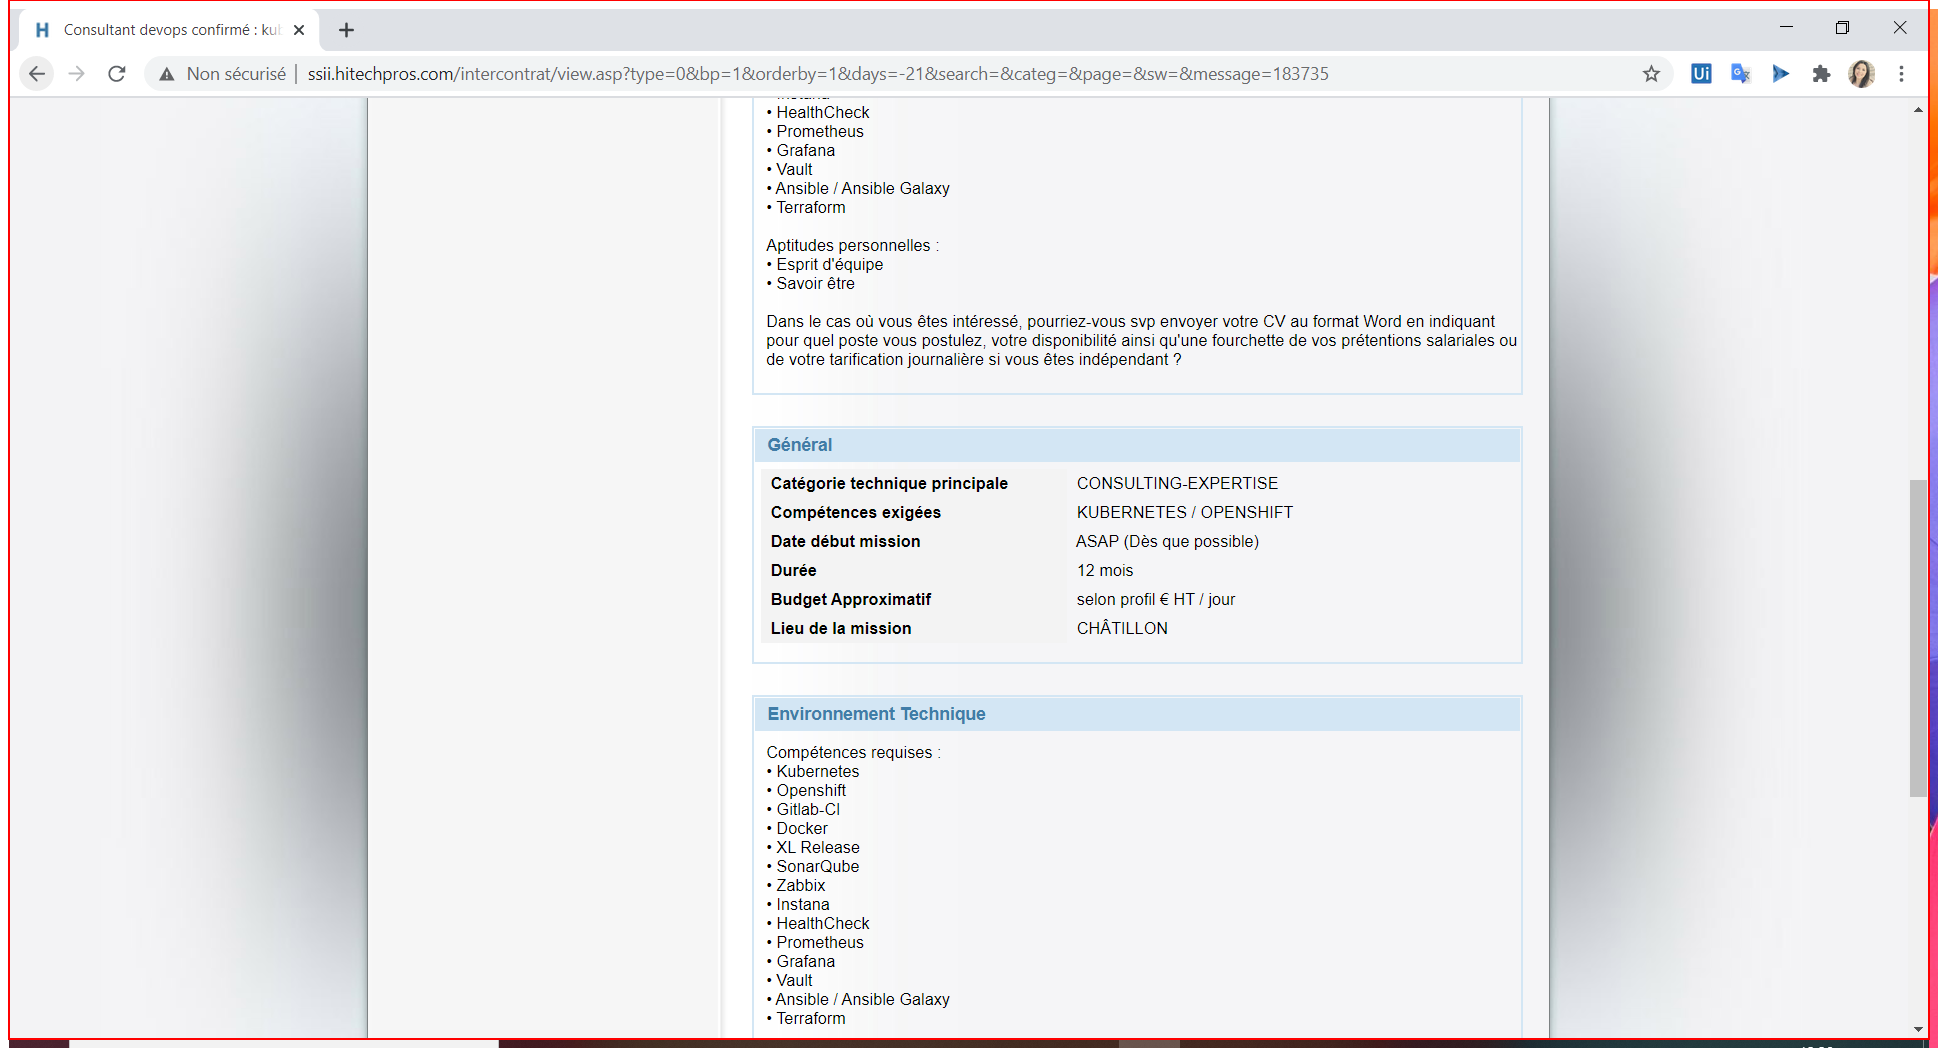 Consultant devops confirmé : kub
Non sécurisé
ssii.hitechpros.com/intercontrat/view.asp?type=0&bp=1&orderby=1&days=-21&search=&categ=&page=&sw=&message=183735
Ui
• Instana
• HealthCheck
• Prometheus
• Grafana
• Vault
• Ansible / Ansible Galaxy
• Terraform
Aptitudes personnelles :
• Esprit d'équipe
• Savoir être
Dans le cas où vous êtes intéressé, pourriez-vous svp envoyer votre CV au format Word en indiquant
pour quel poste vous postulez, votre disponibilité ainsi qu'une fourchette de vos prétentions salariales ou
de votre tarification journalière si vous êtes indépendant ?
Général
Catégorie technique principale CONSULTING-EXPERTISE
Compétences exigées KUBERNETES / OPENSHIFT
Date début mission ASAP (Dès que possible)
Durée 12 mois
Budget Approximatif selon profil € HT / jour
Lieu de la mission CHÂTILLON
Environnement Technique
Compétences requises :
• Kubernetes
• Openshift
• Gitlab-CI
• Docker
• XL Release
• SonarQube
• Zabbix
• Instana
• HealthCheck
• Prometheus
• Grafana
• Vault
• Ansible / Ansible Galaxy
• Terraform